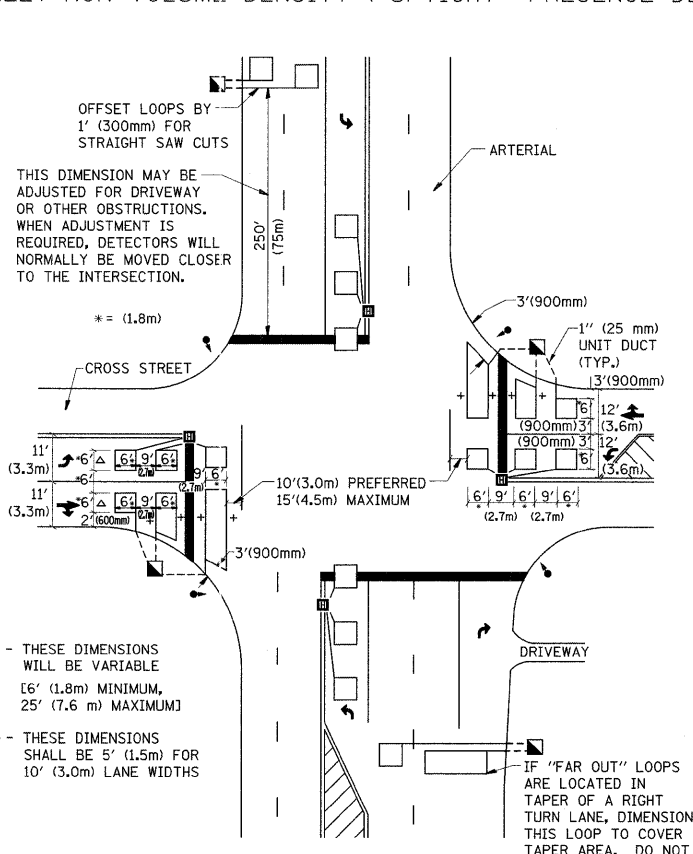 OFFSET LOOPS BY
1' (300mm) FOR
STRAIGHT SAW CUTS
THIS DIMENSION MAY BE
ADJUSTED FOR DRIVEWAY
OR OTHER OBSTRUCTIONS.
WHEN ADJUSTMENT IS
REQUIRED, DETECTORS WILL
NORMALLY BE MOVED CLOSER
TO THE INTERSECTION.
* = (1.8m)
250'
(75m)
ARTERIAL
3'(900mm)
1" (25 mm)
UNIT DUCT
(TYP.)
CROSS STREET
3'(900mm)
*6'
12'
(3.6m)
(900mm) 3'
(900mm) 3'
12'
*6'
(3.6m)
11'
(3.3m)
*6'
6'* 9' 6'*
(2.7m)
*6'
9' 6'*
(2.7m)
11'
(3.3m)
*6'
6'* 9' 6'*
(2.7m)
2' (600mm)
10'(3.0m) PREFERRED
15'(4.5m) MAXIMUM
6' 9' 6' 9' 6'
* * *
(2.7m) (2.7m)
3'(900mm)
H
H
H
H
- THESE DIMENSIONS
WILL BE VARIABLE
[6' (1.8m) MINIMUM,
25' (7.6 m) MAXIMUM]
- THESE DIMENSIONS
SHALL BE 5' (1.5m) FOR
10' (3.0m) LANE WIDTHS
DRIVEWAY
IF "FAR OUT" LOOPS
ARE LOCATED IN
TAPER OF A RIGHT
TURN LANE, DIMENSION
THIS LOOP TO COVER
TAPER AREA. DO NOT